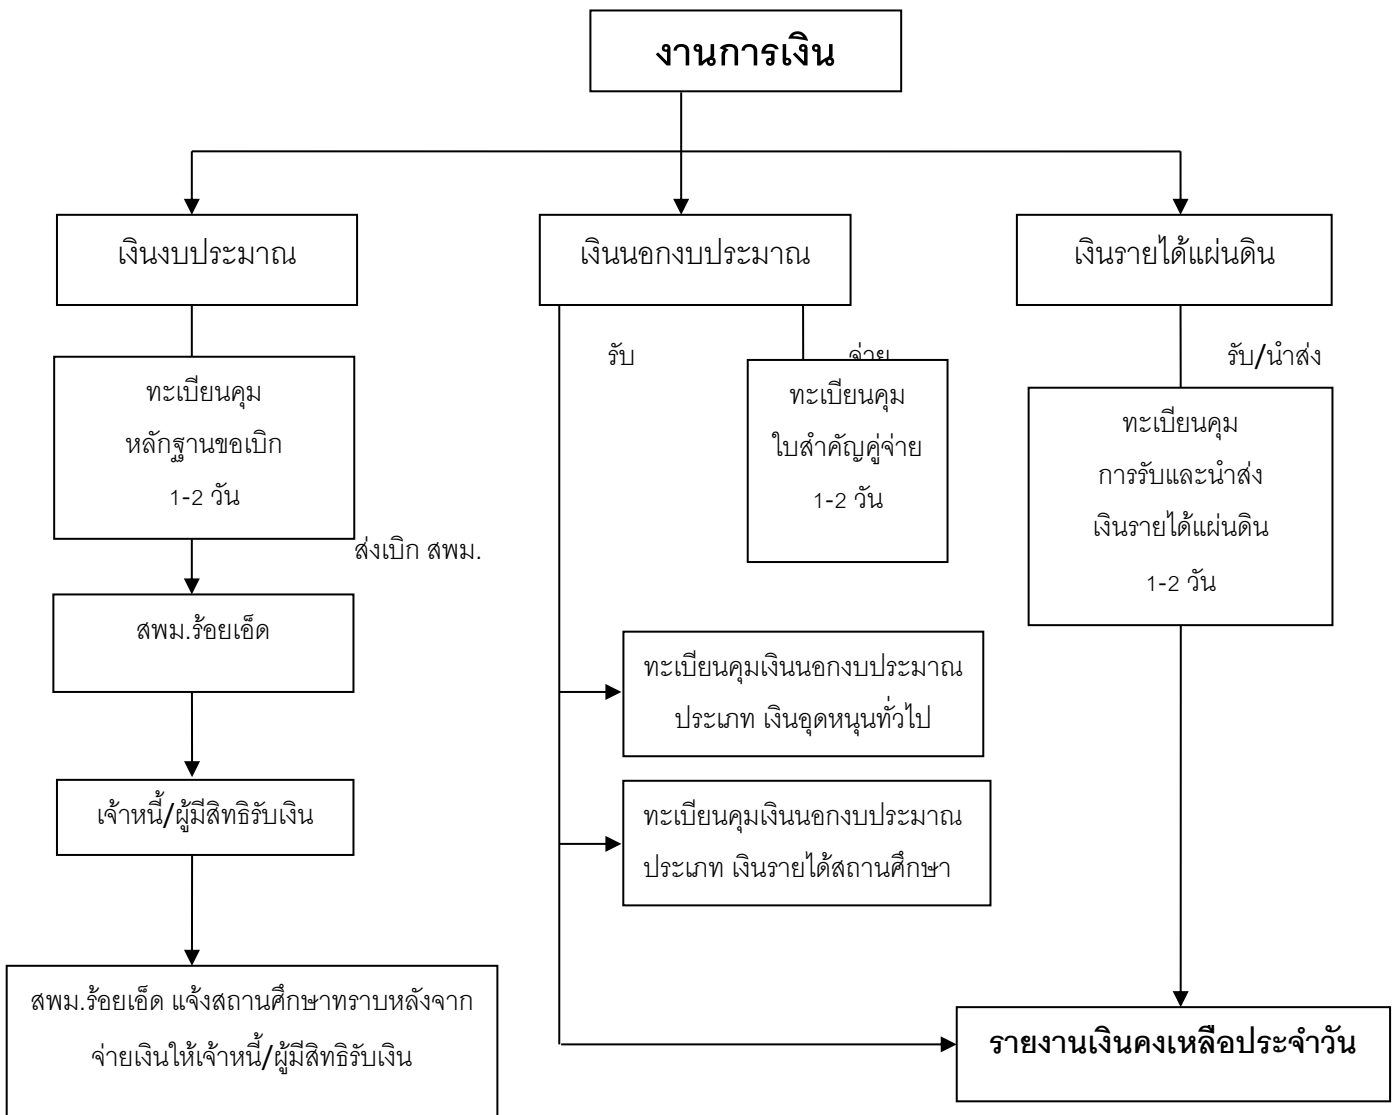 งานการเงิน
เงินงบประมาณ
เงินนอกงบประมาณ
เงินรายได้แผ่นดิน
รับ
จ่าย
รับ/นำส่ง
ทะเบียนคุม
หลักฐานขอเบิก
1-2 วัน
ทะเบียนคุม
ใบสำคัญคู่จ่าย
1-2 วัน
ทะเบียนคุม
การรับและนำส่ง
เงินรายได้แผ่นดิน
1-2 วัน
ส่งเบิก สพม.
สพม.ร้อยเอ็ด
ทะเบียนคุมเงินนอกงบประมาณ
ประเภท เงินอุดหนุนทั่วไป
เจ้าหนี้/ผู้มีสิทธิรับเงิน
ทะเบียนคุมเงินนอกงบประมาณ
ประเภท เงินรายได้สถานศึกษา
สพม.ร้อยเอ็ด แจ้งสถานศึกษาทราบหลังจาก
จ่ายเงินให้เจ้าหนี้/ผู้มีสิทธิรับเงิน
รายงานเงินคงเหลือประจำวัน